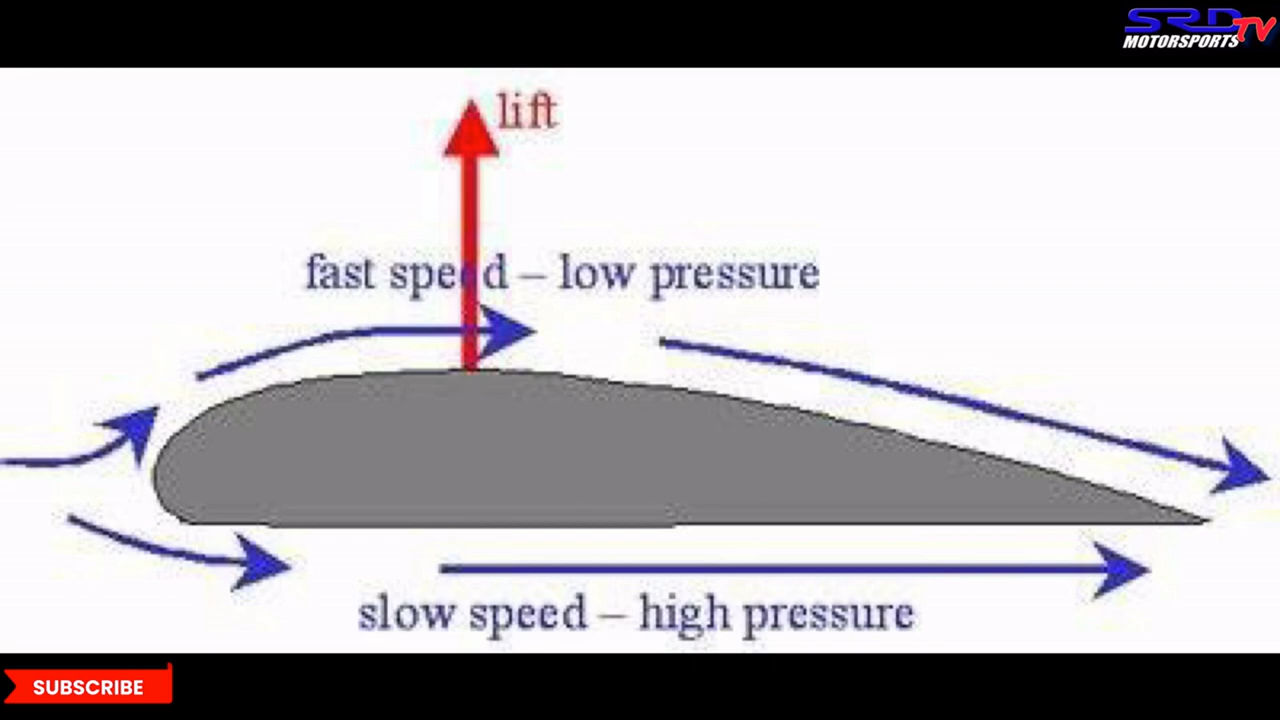 SRD TV
MOTORSPORTS
lift
fast speed – low pressure
slow speed – high pressure
SUBSCRIBE